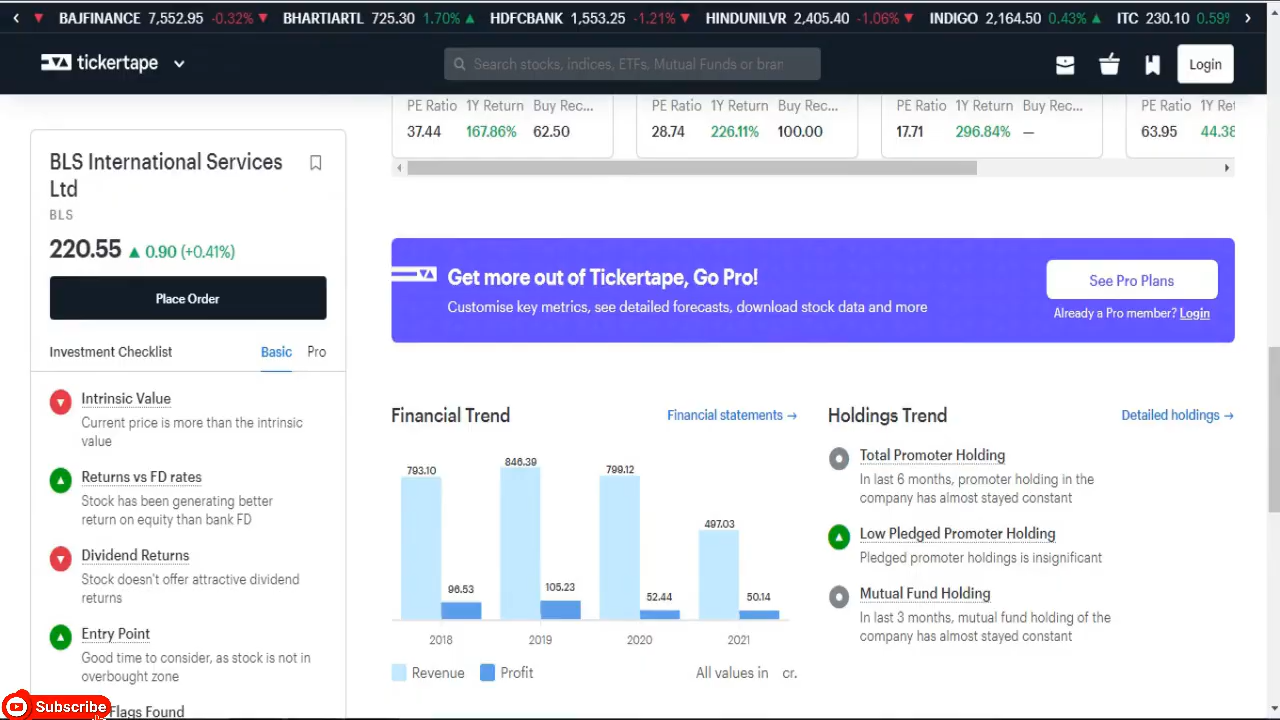 BAJFINANCE 7,552.95 -0.32% BHARTIARTL 725.30 1.70% HDFCBANK 1,553.25 -1.21% HINDUNILVR 2,405.40 -1.06% INDIGO 2,164.50 0.43% ITC 230.10 0.59%
tickertape
Search stocks, indices, ETFs, Mutual Funds or bran
Login
PE Ratio 1Y Return Buy Rec...
37.44 167.86% 62.50
PE Ratio 1Y Return Buy Rec...
28.74 226.11% 100.00
PE Ratio 1Y Return Buy Rec...
17.71 296.84% —
PE Ratio 1Y Ret
63.95 44.38
BLS International Services
Ltd
BLS
220.55 0.90 (+0.41%)
Place Order
Investment Checklist Basic Pro
Intrinsic Value
Current price is more than the intrinsic
value
Returns vs FD rates
Stock has been generating better
return on equity than bank FD
Dividend Returns
Stock doesn't offer attractive dividend
returns
Entry Point
Good time to consider, as stock is not in
overbought zone
Flags Found
Subscribe
Get more out of Tickertape, Go Pro!
Customise key metrics, see detailed forecasts, download stock data and more
See Pro Plans
Already a Pro member? Login
Financial Trend Financial statements →
793.10 846.39 799.12 497.03
96.53 105.23 52.44 50.14
2018 2019 2020 2021
Revenue Profit All values in cr.
Holdings Trend Detailed holdings →
Total Promoter Holding
In last 6 months, promoter holding in the
company has almost stayed constant
Low Pledged Promoter Holding
Pledged promoter holdings is insignificant
Mutual Fund Holding
In last 3 months, mutual fund holding of the
company has almost stayed constant